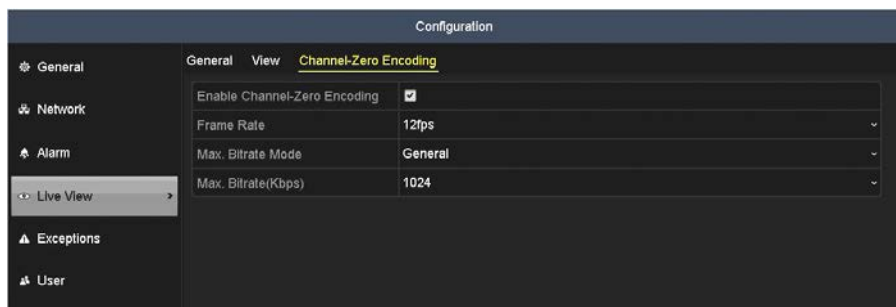 Configuration
General
Network
Alarm
Live View
Exceptions
User
General View Channel-Zero Encoding
Enable Channel-Zero Encoding
Frame Rate 12fps
Max. Bitrate Mode General
Max. Bitrate(Kbps) 1024